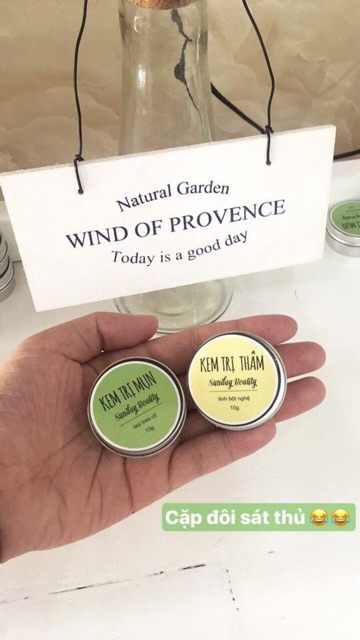 Natural Garden
WIND OF PROVENCE
Today is a good day
KEM TRỊ MỤN
Sunday Beauty
tea tree oil
15g
KEM TRỊ THÂM
Sunday Beauty
tinh bột nghệ
15g
Cặp đôi sát thủ 😂😂